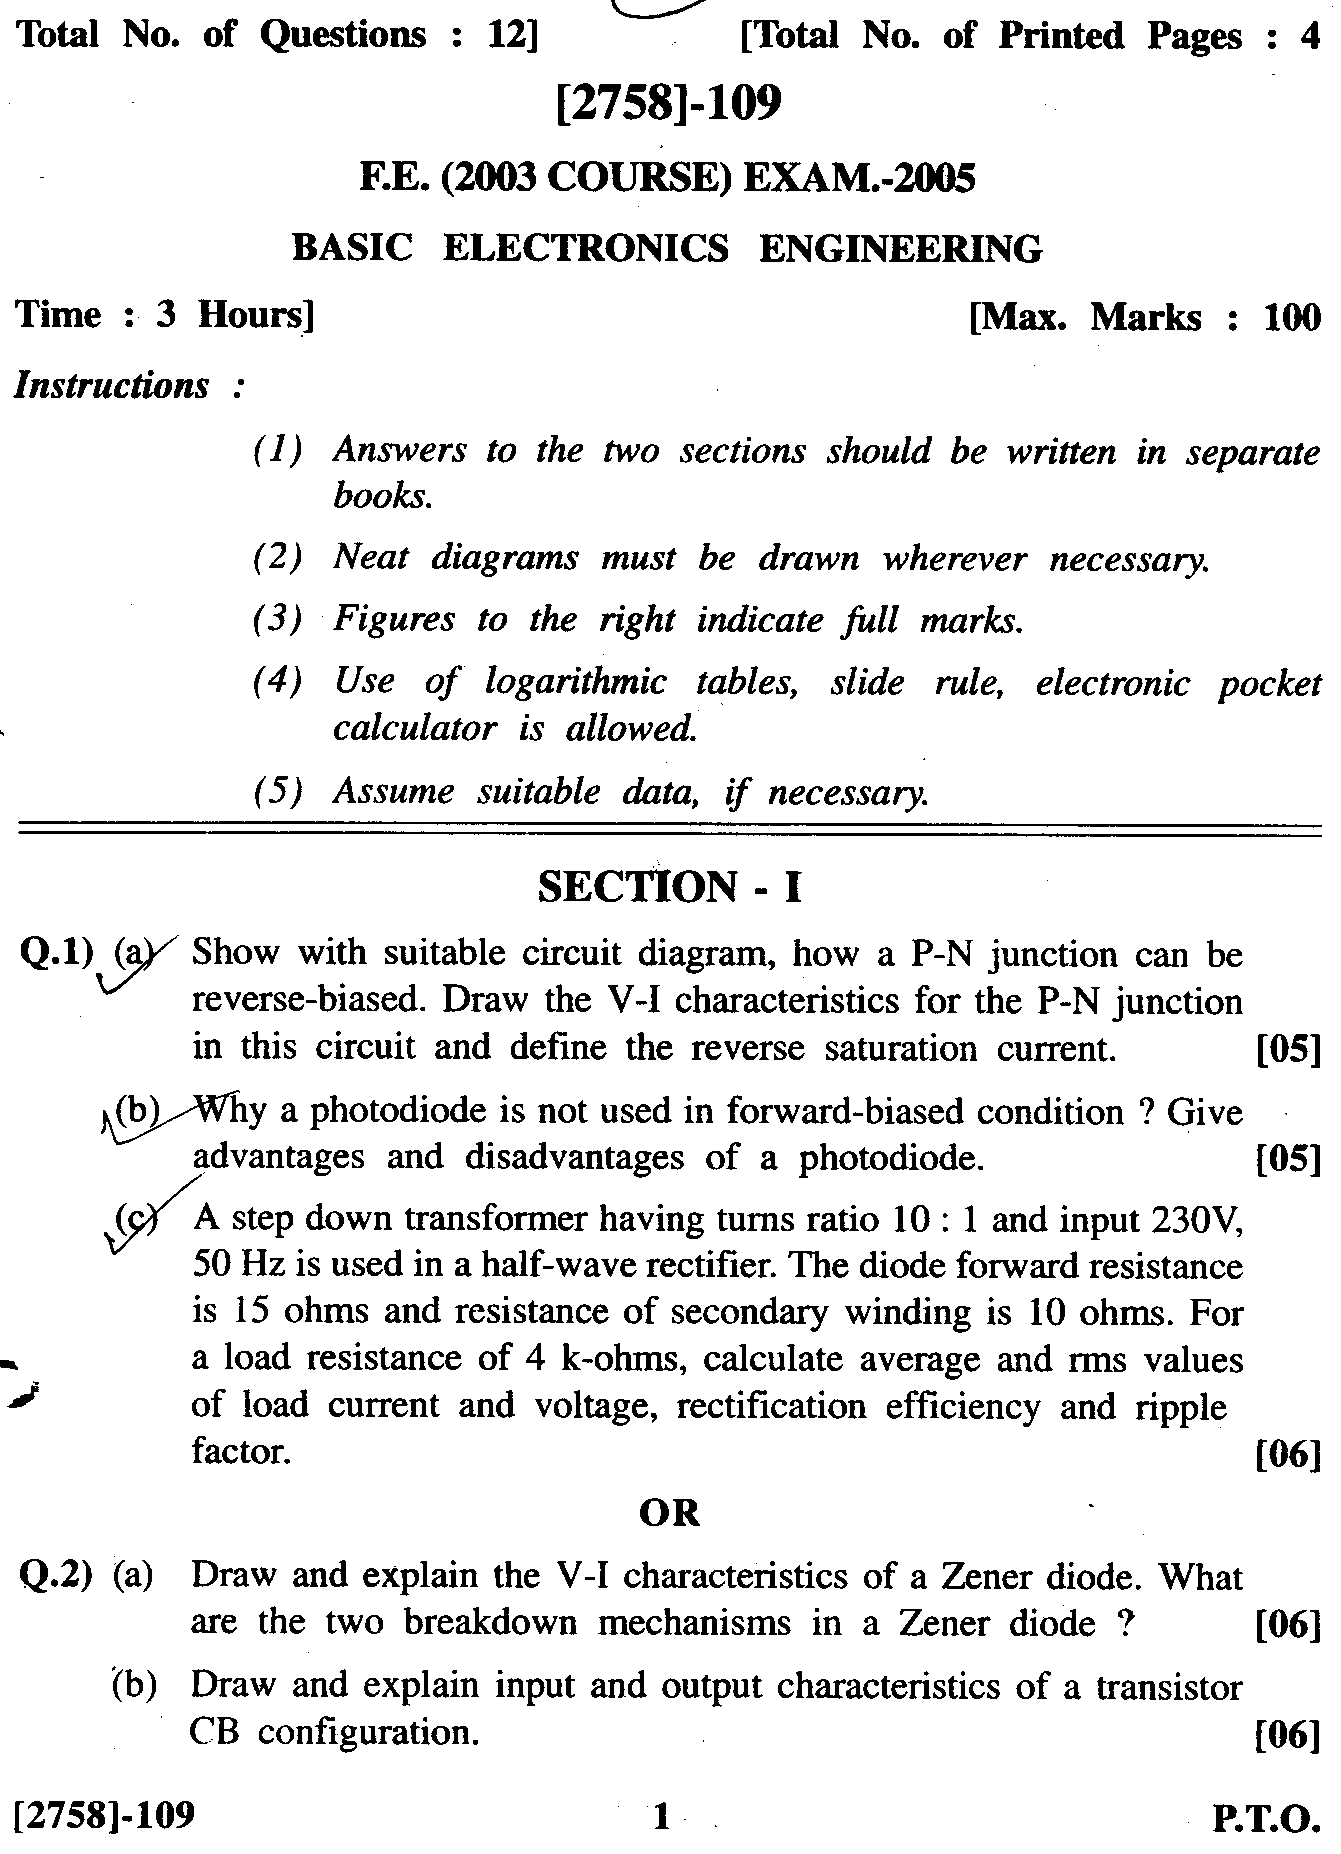 Total No. of Questions : 12] [Total No. of Printed Pages : 4
[2758]-109
F.E. (2003 COURSE) EXAM.-2005
BASIC ELECTRONICS ENGINEERING
Time : 3 Hours] [Max. Marks : 100
Instructions :
(1) Answers to the two sections should be written in separate
books.
(2) Neat diagrams must be drawn wherever necessary.
(3) Figures to the right indicate full marks.
(4) Use of logarithmic tables, slide rule, electronic pocket
calculator is allowed.
(5) Assume suitable data, if necessary.
SECTION - I
Q.1) (a) Show with suitable circuit diagram, how a P-N junction can be
reverse-biased. Draw the V-I characteristics for the P-N junction
in this circuit and define the reverse saturation current. [05]
(b) Why a photodiode is not used in forward-biased condition ? Give
advantages and disadvantages of a photodiode. [05]
(c) A step down transformer having turns ratio 10 : 1 and input 230V,
50 Hz is used in a half-wave rectifier. The diode forward resistance
is 15 ohms and resistance of secondary winding is 10 ohms. For
a load resistance of 4 k-ohms, calculate average and rms values
of load current and voltage, rectification efficiency and ripple
factor. [06]
OR
Q.2) (a) Draw and explain the V-I characteristics of a Zener diode. What
are the two breakdown mechanisms in a Zener diode ? [06]
(b) Draw and explain input and output characteristics of a transistor
CB configuration. [06]
[2758]-109 1 P.T.O.